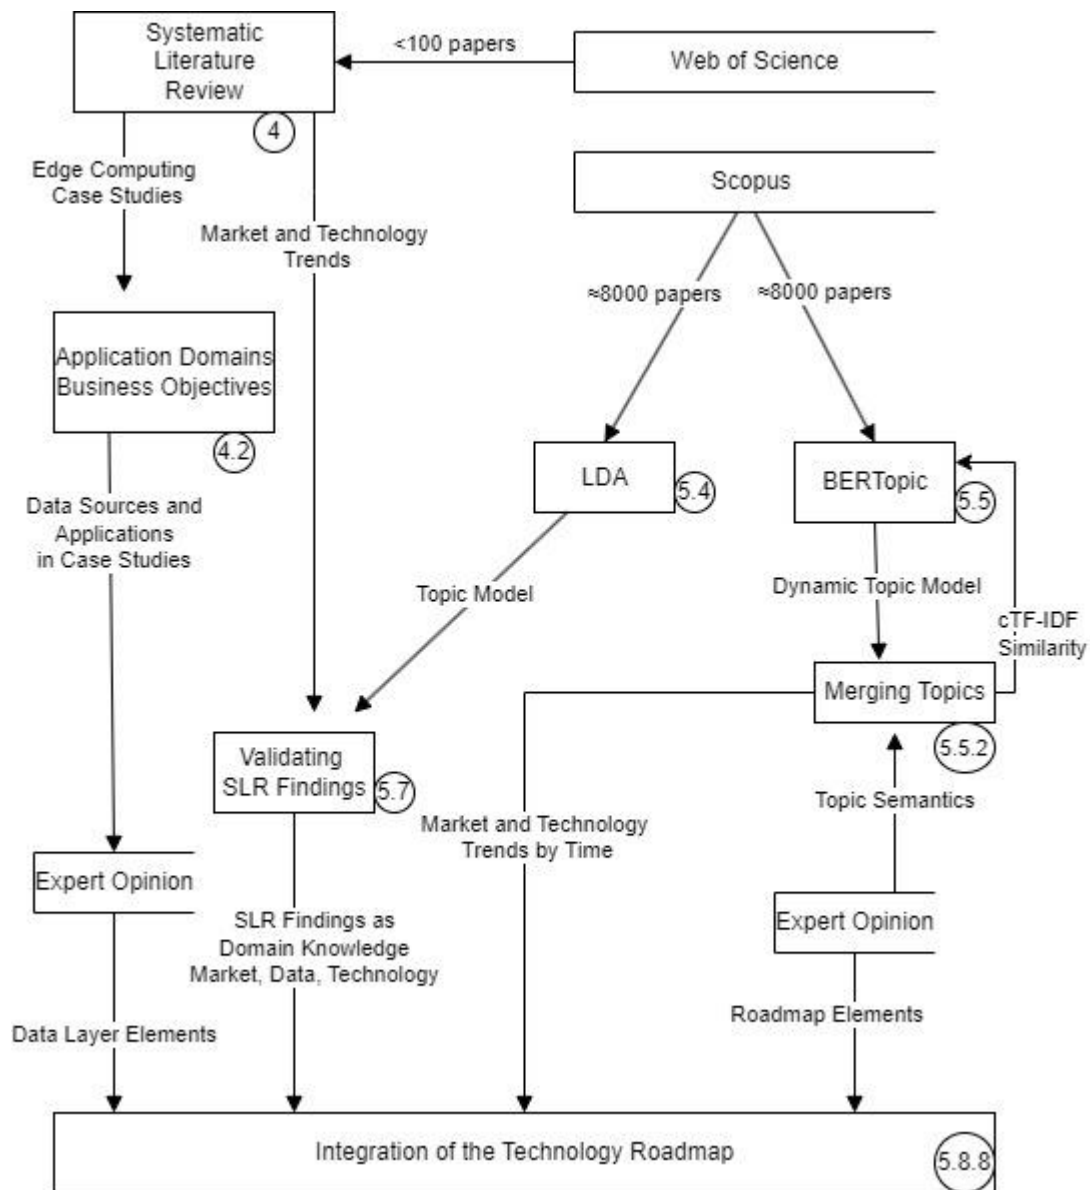 Systematic
Literature
Review
4
<100 papers
Web of Science
Scopus
Edge Computing
Case Studies
Market and Technology
Trends
≈8000 papers
≈8000 papers
Application Domains
Business Objectives
4.2
LDA
5.4
BERTopic
5.5
Data Sources and
Applications
in Case Studies
Topic Model
Dynamic Topic Model
cTF-IDF
Similarity
Merging Topics
5.5.2
Validating
SLR Findings
5.7
Topic Semantics
Market and Technology
Trends by Time
Expert Opinion
Expert Opinion
SLR Findings as
Domain Knowledge
Market, Data, Technology
Data Layer Elements
Roadmap Elements
Integration of the Technology Roadmap
5.8.8